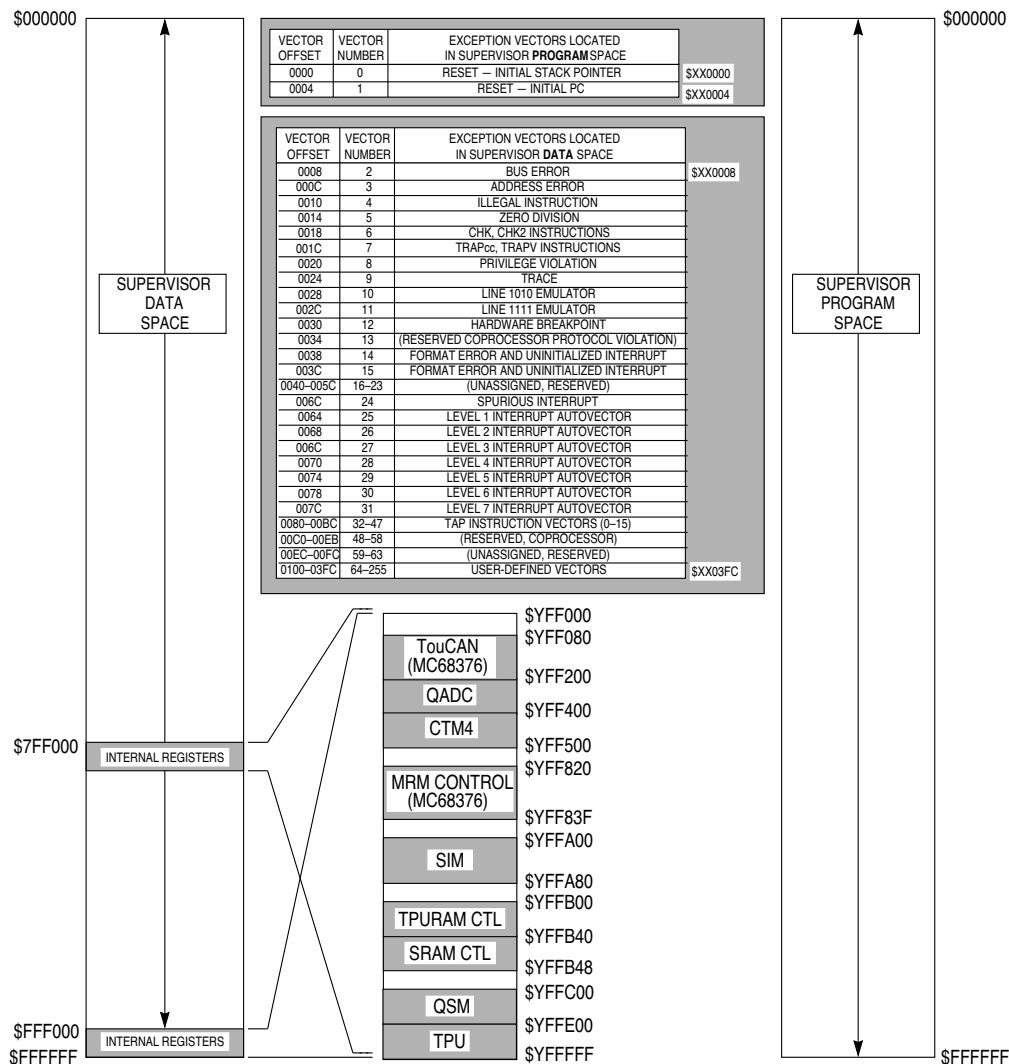 $000000
$000000
VECTOR OFFSET VECTOR NUMBER EXCEPTION VECTORS LOCATED IN SUPERVISOR PROGRAM SPACE
0000 0 RESET — INITIAL STACK POINTER $XX0000
0004 1 RESET — INITIAL PC $XX0004
VECTOR OFFSET VECTOR NUMBER EXCEPTION VECTORS LOCATED IN SUPERVISOR DATA SPACE
0008 2 BUS ERROR $XX0008
000C 3 ADDRESS ERROR
0010 4 ILLEGAL INSTRUCTION
0014 5 ZERO DIVISION
0018 6 CHK, CHK2 INSTRUCTIONS
001C 7 TRAPcc, TRAPV INSTRUCTIONS
0020 8 PRIVILEGE VIOLATION
0024 9 TRACE
0028 10 LINE 1010 EMULATOR
002C 11 LINE 1111 EMULATOR
0030 12 HARDWARE BREAKPOINT
0034 13 (RESERVED COPROCESSOR PROTOCOL VIOLATION)
0038 14 FORMAT ERROR AND UNINITIALIZED INTERRUPT
003C 15 FORMAT ERROR AND UNINITIALIZED INTERRUPT
0040–005C 16–23 (UNASSIGNED, RESERVED)
006C 24 SPURIOUS INTERRUPT
0064 25 LEVEL 1 INTERRUPT AUTOVECTOR
0068 26 LEVEL 2 INTERRUPT AUTOVECTOR
006C 27 LEVEL 3 INTERRUPT AUTOVECTOR
0070 28 LEVEL 4 INTERRUPT AUTOVECTOR
0074 29 LEVEL 5 INTERRUPT AUTOVECTOR
0078 30 LEVEL 6 INTERRUPT AUTOVECTOR
007C 31 LEVEL 7 INTERRUPT AUTOVECTOR
0080–00BC 32–47 TAP INSTRUCTION VECTORS (0–15)
00C0–00EB 48–58 (RESERVED, COPROCESSOR)
00EC–00FC 59–63 (UNASSIGNED, RESERVED)
0100–03FC 64–255 USER-DEFINED VECTORS $XX03FC
SUPERVISOR
DATA
SPACE
SUPERVISOR
PROGRAM
SPACE
$7FF000
INTERNAL REGISTERS
$FFF000
INTERNAL REGISTERS
$FFFFFF
$YFF000
$YFF080
TouCAN
(MC68376)
$YFF200
QADC
$YFF400
CTM4
$YFF500
$YFF820
MRM CONTROL
(MC68376)
$YFF83F
$YFFA00
SIM
$YFFA80
$YFFB00
TPURAM CTL
$YFFB40
SRAM CTL
$YFFB48
$YFFC00
QSM
$YFFE00
TPU
$YFFFFF
$FFFFFF